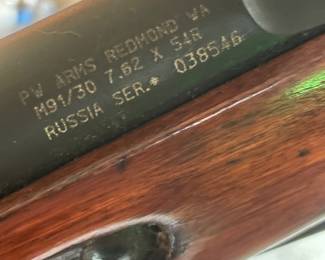 PW ARMS REDMOND WA
M91/30 7.62 X 54R
RUSSIA SER.# 038546